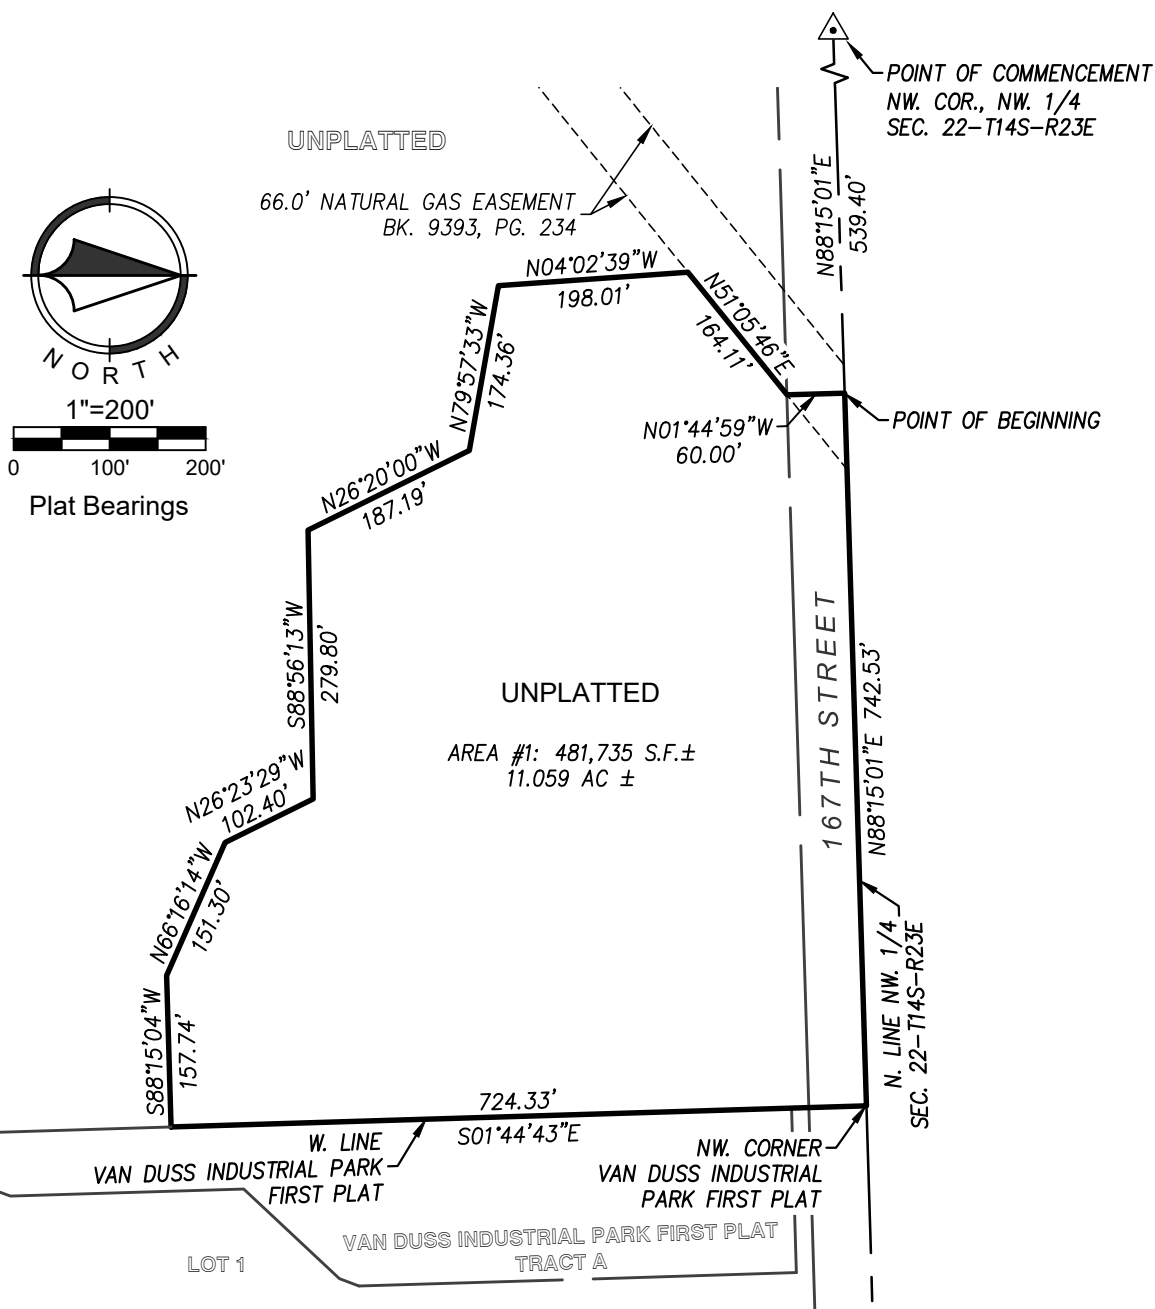 POINT OF COMMENCEMENT
NW. COR., NW. 1/4
SEC. 22-T14S-R23E
UNPLATTED
66.0' NATURAL GAS EASEMENT
BK. 9393, PG. 234
N88°15'01"E
539.40'
NORTH
1"=200'
0 100' 200'
Plat Bearings
N04°02'39"W
198.01'
N51°05'46"E
164.11'
N79°57'33"W
174.36'
N01°44'59"W
60.00'
POINT OF BEGINNING
N26°20'00"W
187.19'
S88°56'13"W
279.80'
UNPLATTED
AREA #1: 481,735 S.F.±
11.059 AC ±
167TH STREET
N88°15'01"E 742.53'
N26°23'29"W
102.40'
N66°16'14"W
151.30'
N. LINE NW. 1/4
SEC. 22-T14S-R23E
S88°15'04"W
157.74'
724.33'
S01°44'43"E
W. LINE
VAN DUSS INDUSTRIAL PARK
FIRST PLAT
NW. CORNER
VAN DUSS INDUSTRIAL
PARK FIRST PLAT
VAN DUSS INDUSTRIAL PARK FIRST PLAT
TRACT A
LOT 1